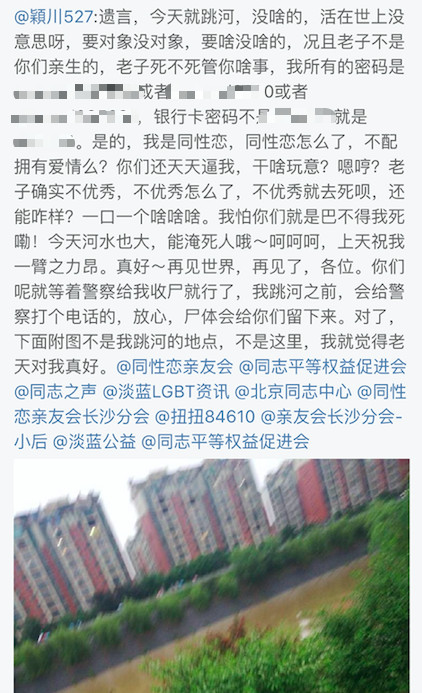 @穎川527:遗言，今天就跳河，没啥的，活在世上没
意思呀，要对象没对象，要啥没啥的，况且老子不是
你们亲生的，老子死不死管你啥事，我所有的密码是
或者 0或者
，银行卡密码不是 就是
。是的，我是同性恋，同性恋怎么了，不配
拥有爱情么？你们还天天逼我，干啥玩意？嗯哼？老
子确实不优秀，不优秀怎么了，不优秀就去死呗，还
能咋样？一口一个啥啥啥。我怕你们就是巴不得我死
嘞！今天河水也大，能淹死人哦～呵呵呵，上天祝我
一臂之力昂。真好～再见世界，再见了，各位。你们
呢就等着警察给我收尸就行了，我跳河之前，会给警
察打个电话的，放心，尸体会给你们留下来。对了，
下面附图不是我跳河的地点，不是这里，我就觉得老
天对我真好。@同性恋亲友会 @同志平等权益促进会
@同志之声 @淡蓝LGBT资讯 @北京同志中心 @同性
恋亲友会长沙分会 @扭扭84610 @亲友会长沙分会-
小后 @淡蓝公益 @同志平等权益促进会